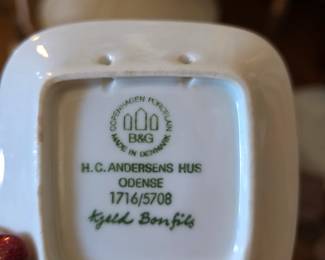 COPENHAGEN PORCELAIN
B&G
MADE IN DENMARK
H.C. ANDERSENS HUS
ODENSE
1716/5708
Kjeld Bonfils